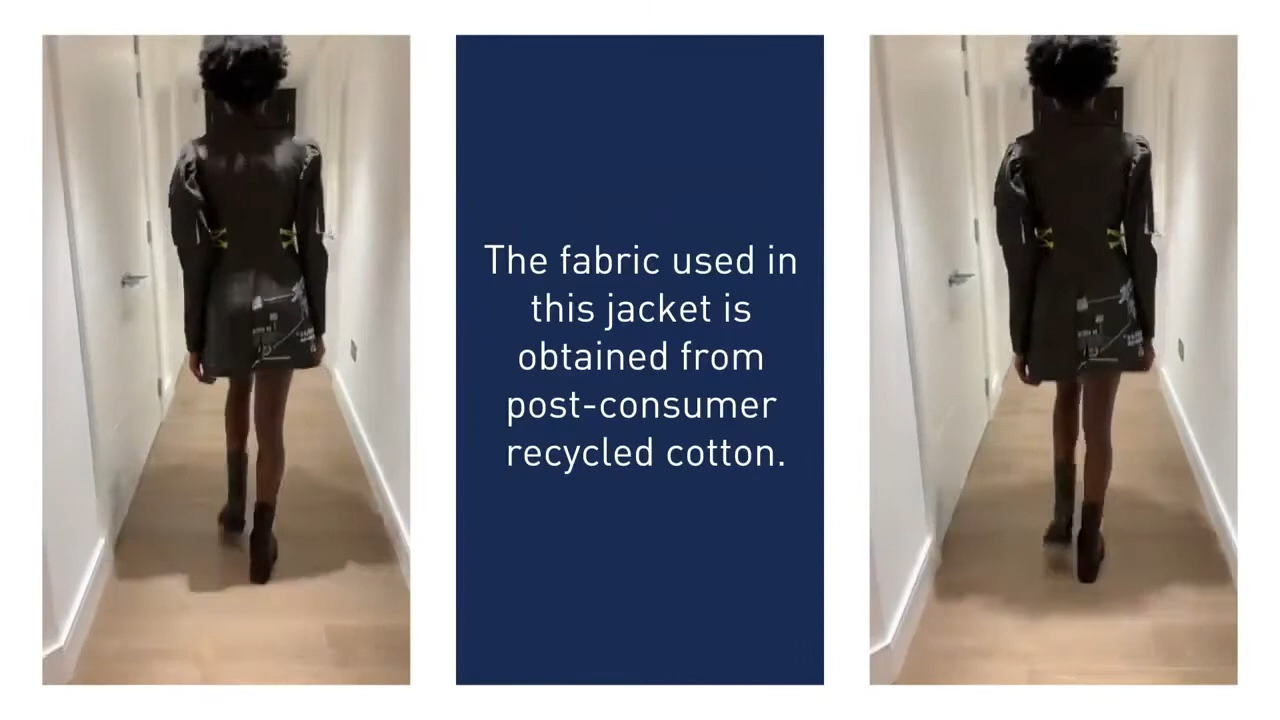 The fabric used in
this jacket is
obtained from
post-consumer
recycled cotton.